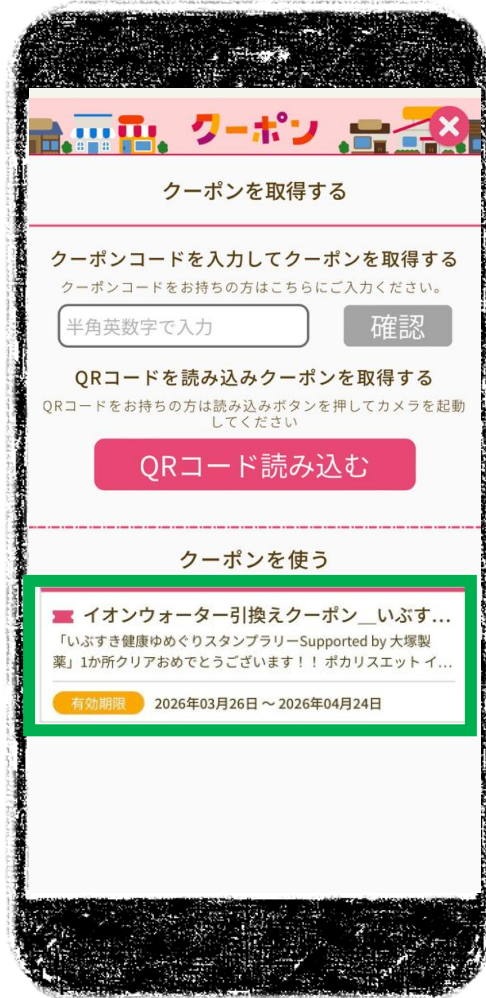 クーポン
クーポンを取得する
クーポンコードを入力してクーポンを取得する
クーポンコードをお持ちの方はこちらにご入力ください。
半角英数字で入力
確認
QRコードを読み込みクーポンを取得する
QRコードをお持ちの方は読み込みボタンを押してカメラを起動
してください
QRコード読み込む
クーポンを使う
イオンウォーター引換えクーポン__いぶす...
「いぶすき健康ゆめぐりスタンプラリーSupported by 大塚製
薬」1か所クリアおめでとうございます！！ ポカリスエット イ...
有効期限 2026年03月26日 ～ 2026年04月24日